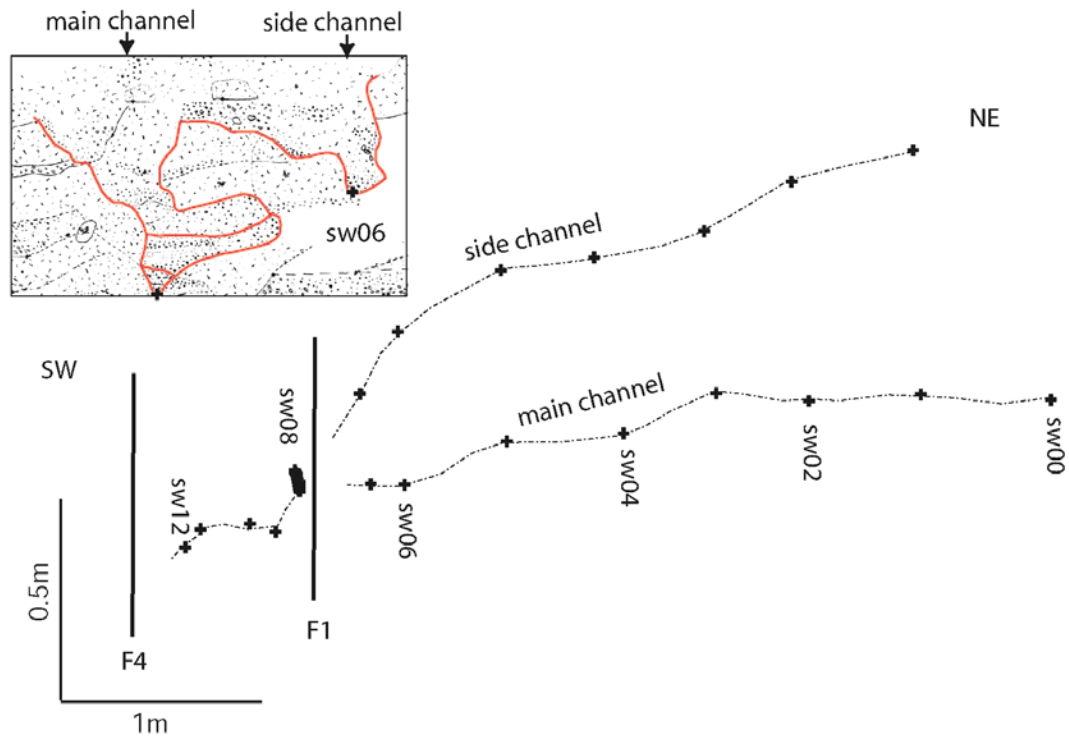 main channel
side channel
sw06
NE
side channel
SW
main channel
sw08
sw12
sw06
sw04
sw02
sw00
0.5m
F4
F1
1m